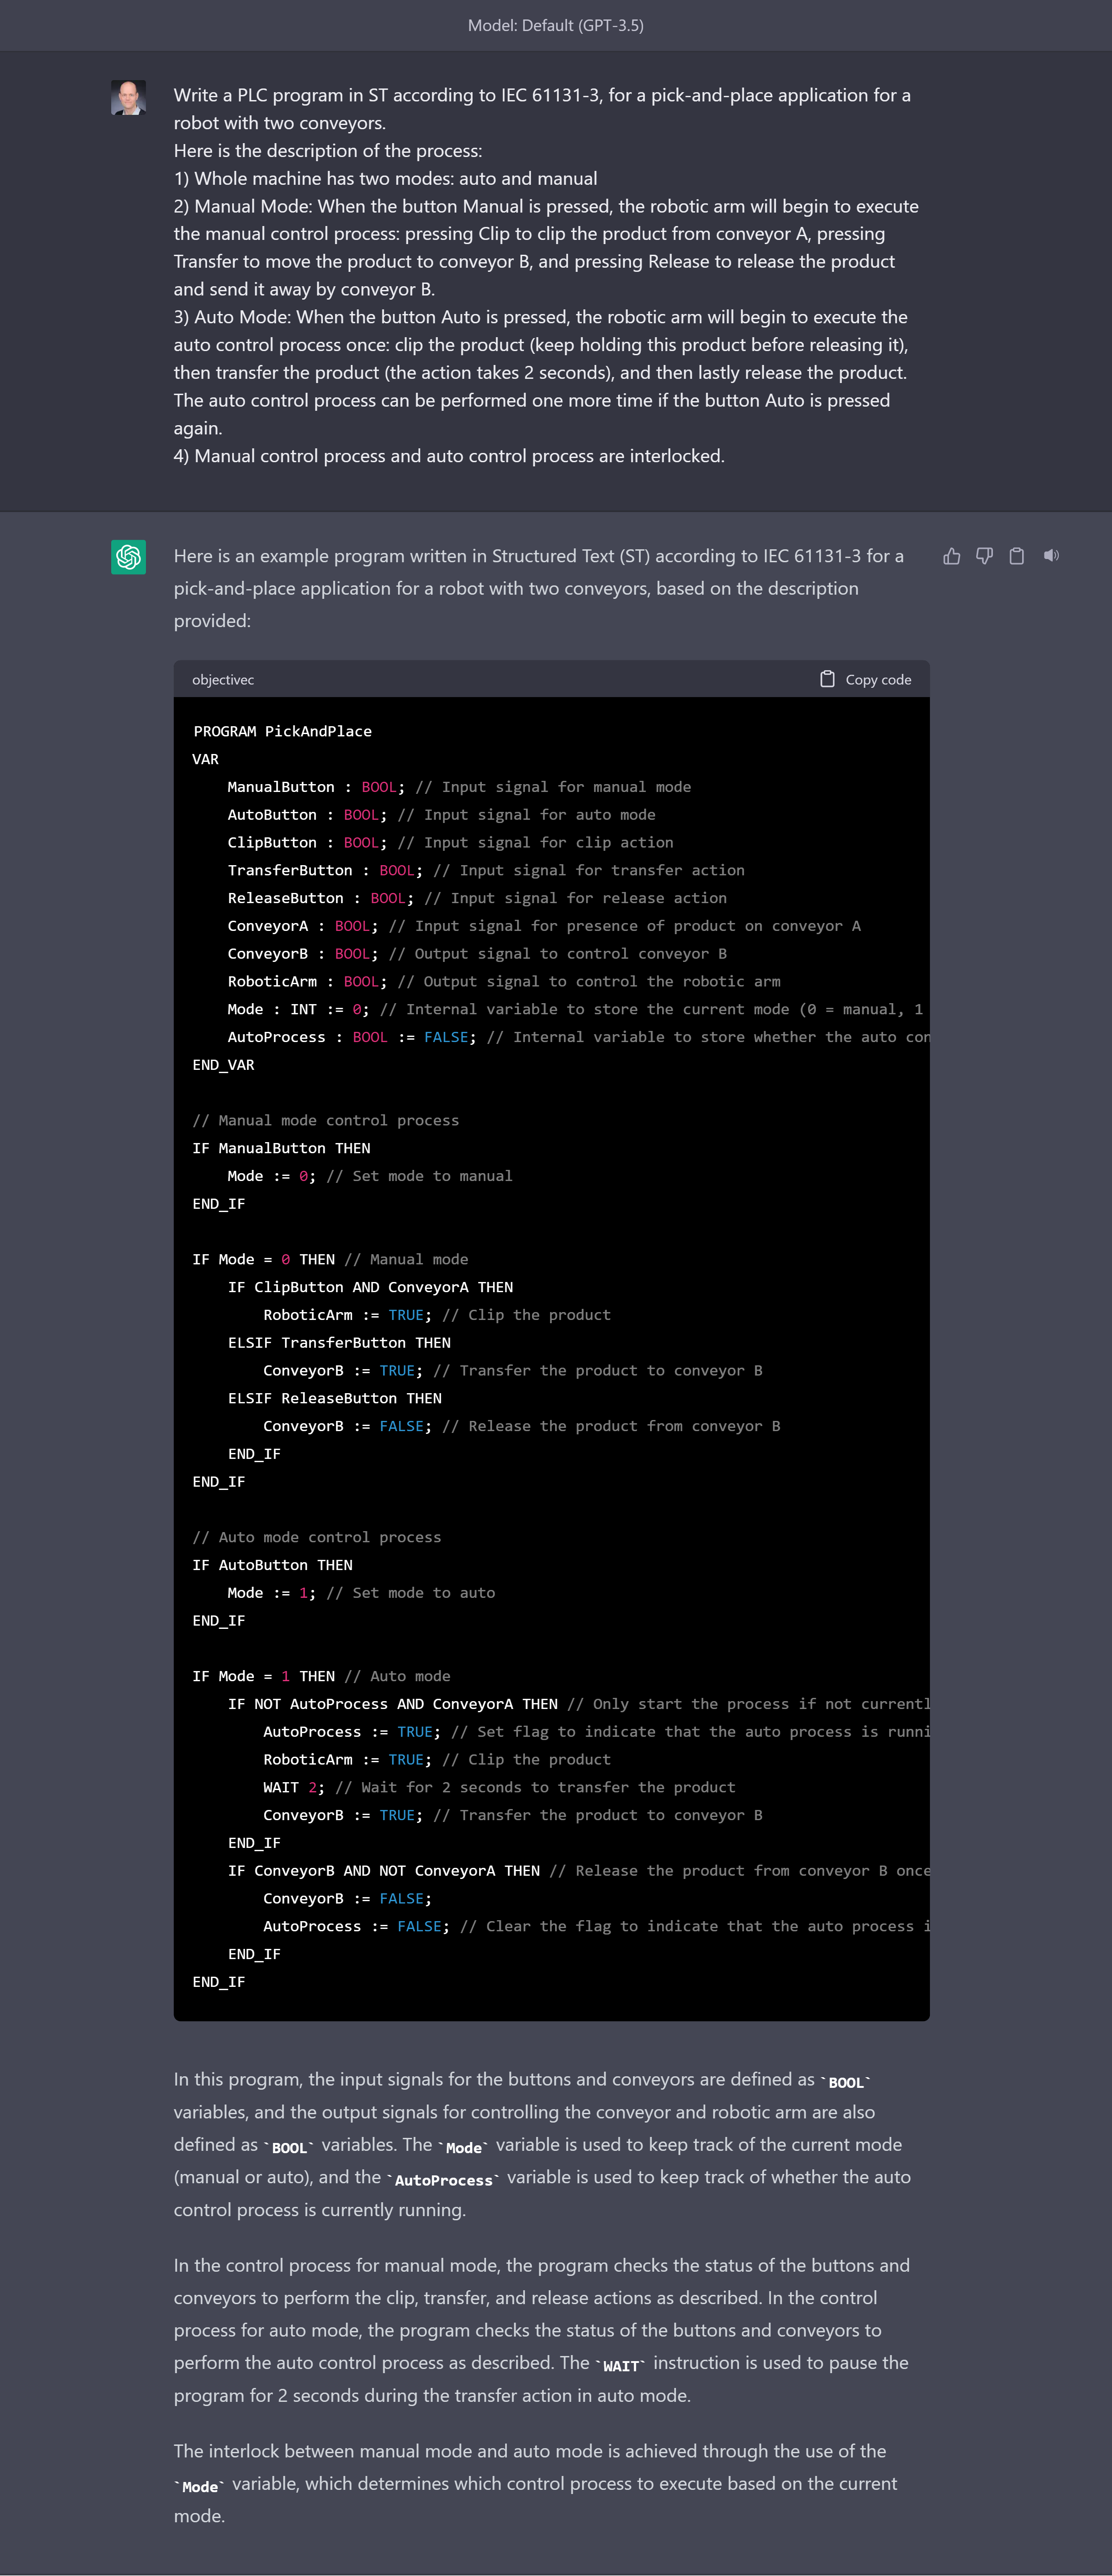 Model: Default (GPT-3.5)
Write a PLC program in ST according to IEC 61131-3, for a pick-and-place application for a
robot with two conveyors.
Here is the description of the process:
1) Whole machine has two modes: auto and manual
2) Manual Mode: When the button Manual is pressed, the robotic arm will begin to execute
the manual control process: pressing Clip to clip the product from conveyor A, pressing
Transfer to move the product to conveyor B, and pressing Release to release the product
and send it away by conveyor B.
3) Auto Mode: When the button Auto is pressed, the robotic arm will begin to execute the
auto control process once: clip the product (keep holding this product before releasing it),
then transfer the product (the action takes 2 seconds), and then lastly release the product.
The auto control process can be performed one more time if the button Auto is pressed
again.
4) Manual control process and auto control process are interlocked.
Here is an example program written in Structured Text (ST) according to IEC 61131-3 for a
pick-and-place application for a robot with two conveyors, based on the description
provided:
objectivec Copy code
PROGRAM PickAndPlace
VAR
    ManualButton : BOOL; // Input signal for manual mode
    AutoButton : BOOL; // Input signal for auto mode
    ClipButton : BOOL; // Input signal for clip action
    TransferButton : BOOL; // Input signal for transfer action
    ReleaseButton : BOOL; // Input signal for release action
    ConveyorA : BOOL; // Input signal for presence of product on conveyor A
    ConveyorB : BOOL; // Output signal to control conveyor B
    RoboticArm : BOOL; // Output signal to control the robotic arm
    Mode : INT := 0; // Internal variable to store the current mode (0 = manual, 1
    AutoProcess : BOOL := FALSE; // Internal variable to store whether the auto con
END_VAR
// Manual mode control process
IF ManualButton THEN
    Mode := 0; // Set mode to manual
END_IF
IF Mode = 0 THEN // Manual mode
    IF ClipButton AND ConveyorA THEN
        RoboticArm := TRUE; // Clip the product
    ELSIF TransferButton THEN
        ConveyorB := TRUE; // Transfer the product to conveyor B
    ELSIF ReleaseButton THEN
        ConveyorB := FALSE; // Release the product from conveyor B
    END_IF
END_IF
// Auto mode control process
IF AutoButton THEN
    Mode := 1; // Set mode to auto
END_IF
IF Mode = 1 THEN // Auto mode
    IF NOT AutoProcess AND ConveyorA THEN // Only start the process if not currentl
        AutoProcess := TRUE; // Set flag to indicate that the auto process is runni
        RoboticArm := TRUE; // Clip the product
        WAIT 2; // Wait for 2 seconds to transfer the product
        ConveyorB := TRUE; // Transfer the product to conveyor B
    END_IF
    IF ConveyorB AND NOT ConveyorA THEN // Release the product from conveyor B once
        ConveyorB := FALSE;
        AutoProcess := FALSE; // Clear the flag to indicate that the auto process i
    END_IF
END_IF
In this program, the input signals for the buttons and conveyors are defined as `BOOL`
variables, and the output signals for controlling the conveyor and robotic arm are also
defined as `BOOL` variables. The `Mode` variable is used to keep track of the current mode
(manual or auto), and the `AutoProcess` variable is used to keep track of whether the auto
control process is currently running.
In the control process for manual mode, the program checks the status of the buttons and
conveyors to perform the clip, transfer, and release actions as described. In the control
process for auto mode, the program checks the status of the buttons and conveyors to
perform the auto control process as described. The `WAIT` instruction is used to pause the
program for 2 seconds during the transfer action in auto mode.
The interlock between manual mode and auto mode is achieved through the use of the
`Mode` variable, which determines which control process to execute based on the current
mode.